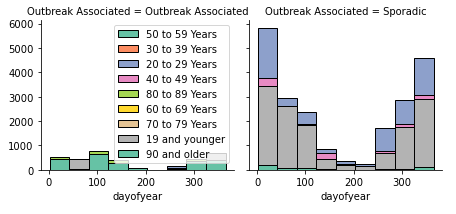 Outbreak Associated = Outbreak Associated
Outbreak Associated = Sporadic
6000
5000
4000
3000
2000
1000
0
50 to 59 Years
30 to 39 Years
20 to 29 Years
40 to 49 Years
80 to 89 Years
60 to 69 Years
70 to 79 Years
19 and younger
90 and older
0 100 200 300
0 100 200 300
dayofyear
dayofyear